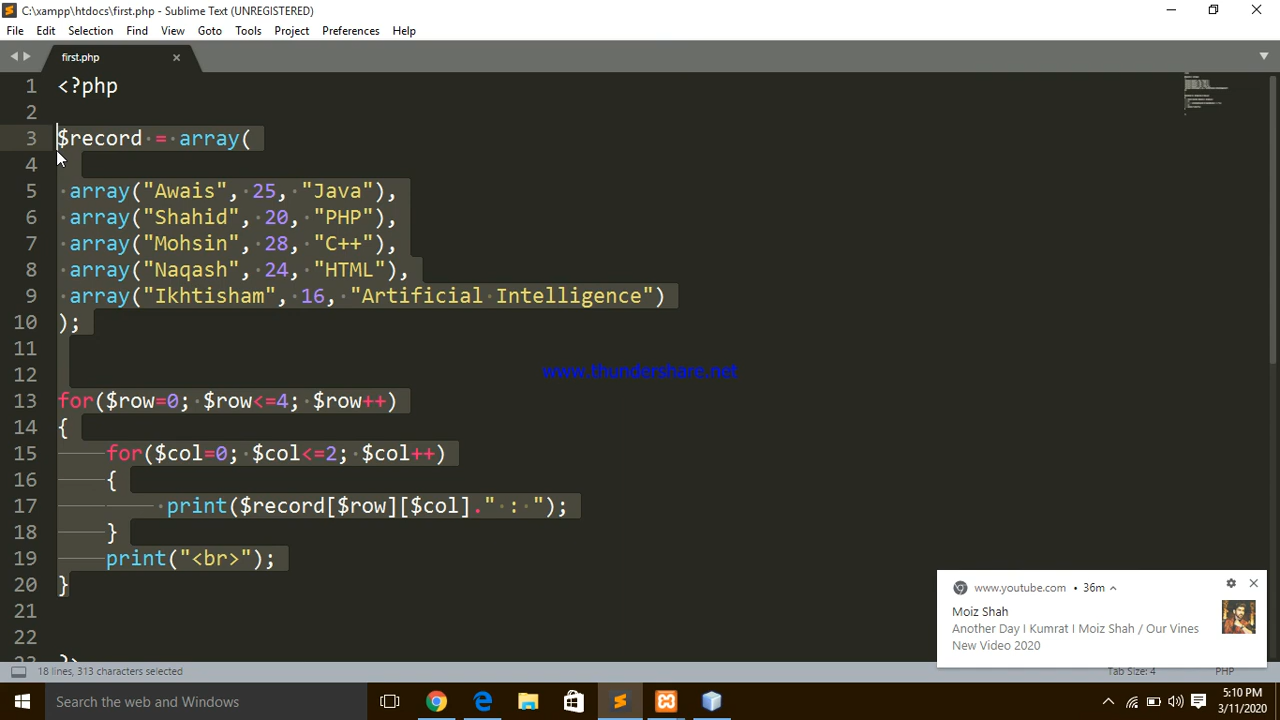 C:\xampp\htdocs\first.php - Sublime Text (UNREGISTERED)
File Edit Selection Find View Goto Tools Project Preferences Help
first.php
1 <?php
2
3 $record = array(
4
5 array("Awais", 25, "Java"),
6 array("Shahid", 20, "PHP"),
7 array("Mohsin", 28, "C++"),
8 array("Naqash", 24, "HTML"),
9 array("Ikhtisham", 16, "Artificial Intelligence")
10 );
11
www.thundershare.net
12
13 for($row=0; $row<=4; $row++)
14 {
15 for($col=0; $col<=2; $col++)
16 {
17 print($record[$row][$col]." : ");
18 }
19 print("<br>");
20 }
21
22
23 ?>
www.youtube.com • 36m
Moiz Shah
Another Day I Kumrat I Moiz Shah / Our Vines
New Video 2020
18 lines, 313 characters selected
Tab Size: 4 PHP
Search the web and Windows
5:10 PM
3/11/2020